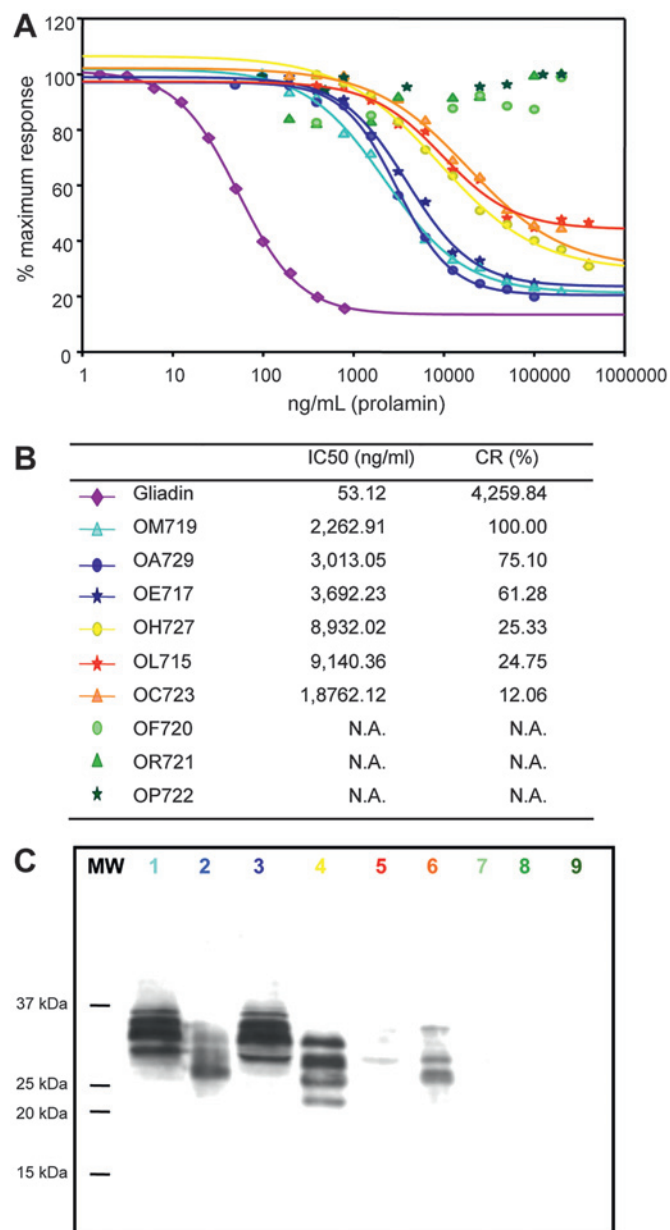 A
120
100
80
60
40
20
0
% maximum response
1 10 100 1000 10000 100000 1000000
ng/mL (prolamin)
B
IC50 (ng/ml) CR (%)
Gliadin 53.12 4,259.84
OM719 2,262.91 100.00
OA729 3,013.05 75.10
OE717 3,692.23 61.28
OH727 8,932.02 25.33
OL715 9,140.36 24.75
OC723 1,8762.12 12.06
OF720 N.A. N.A.
OR721 N.A. N.A.
OP722 N.A. N.A.
C
MW 1 2 3 4 5 6 7 8 9
37 kDa
25 kDa
20 kDa
15 kDa